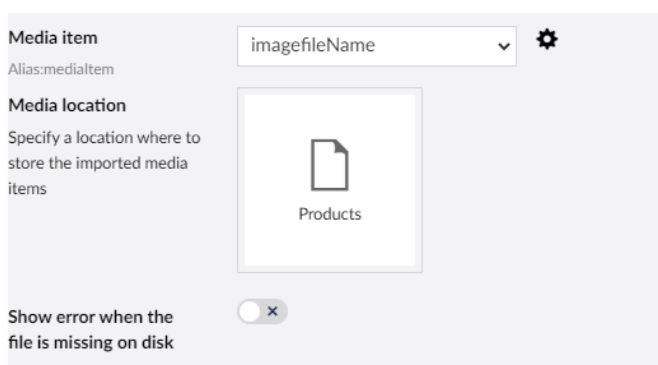 Media item
imagefileName
Alias:mediaItem
Media location
Specify a location where to
store the imported media
items
Products
Show error when the
file is missing on disk